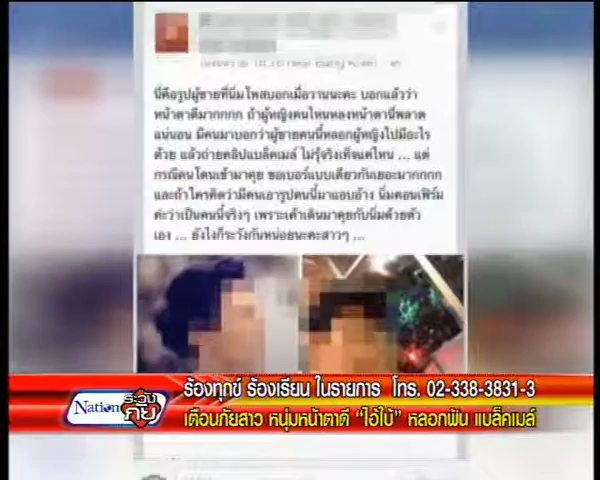 นี่คือรูปผู้ชายที่นิ่มโพสบอกเมื่อวานนะคะ บอกแล้วว่า
หน้าตาดีมากกกก ถ้าผู้หญิงคนไหนหลงหน้าตานี่พลาด
แน่นอน มีคนมาบอกว่าผู้ชายคนนี้หลอกผู้หญิงไปมีอะไร
ด้วย แล้วถ่ายคลิปแบล็คเมล์ ไม่รู้จริงเท็จแค่ไหน ... แต่
กรณีคนโดนเข้ามาคุย ขอเบอร์แบบเดียวกันเยอะมากกกก
และถ้าใครคิดว่ามีคนเอารูปคนนี้มาแอบอ้าง นิ่มคอนเฟิร์ม
ค่ะว่าเป็นคนนี้จริงๆ เพราะเค้าเดินมาคุยกับนิ่มด้วยตัว
เอง ... ยังไงก็ระวังกันหน่อยนะคะสาวๆ ...
ร้องทุกข์ ร้องเรียน ในรายการ โทร. 02-338-3831-3
Nation ระวังภัย
เตือนภัยสาว หนุ่มหน้าตาดี “ไอ้ใบ้” หลอกฟัน แบล็คเมล์